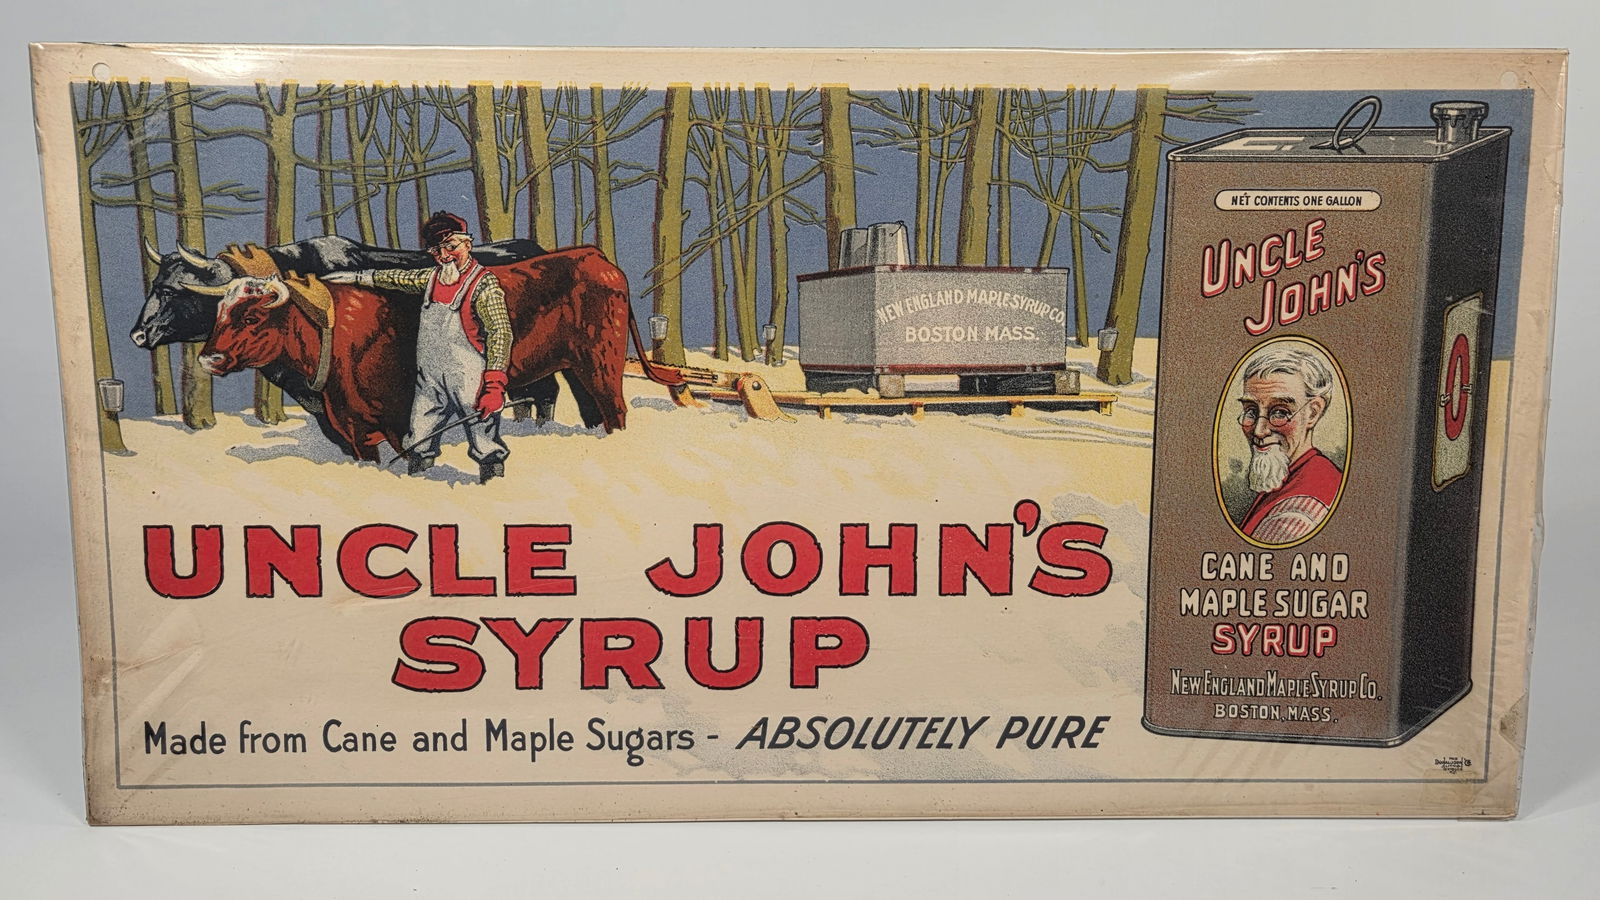 NEW ENGLAND MAPLE SYRUP CO.
BOSTON MASS.
UNCLE JOHN'S
SYRUP
Made from Cane and Maple Sugars - ABSOLUTELY PURE
NET CONTENTS ONE GALLON
UNCLE
JOHN'S
CANE AND
MAPLE SUGAR
SYRUP
NEW ENGLAND MAPLE SYRUP CO.
BOSTON, MASS.